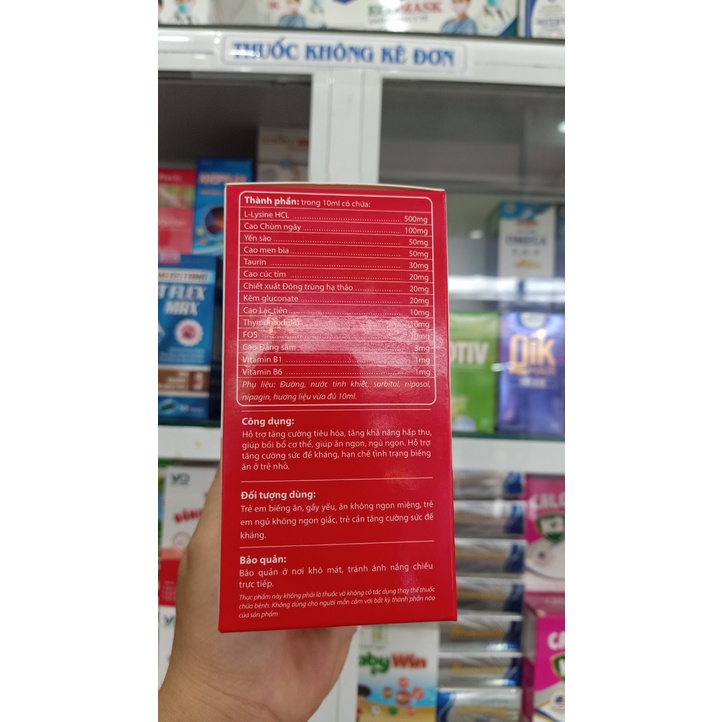 MASK
THUỐC KHÔNG KÊ ĐƠN
FLEX
MAX
Qik
Thành phần: trong 10ml có chứa:
L-Lysine HCL 500mg
Cao Chùm ngây 100mg
Yến sào 50mg
Cao men bia 50mg
Taurin 30mg
Cao cúc tím 20mg
Chiết xuất Đông trùng hạ thảo 20mg
Kẽm gluconate 20mg
Cao Lạc tiên 10mg
Thymomodulin 10mg
FOS 10mg
Cao Đẳng sâm 3mg
Vitamin B1 1mg
Vitamin B6 1mg
Phụ liệu: Đường, nước tinh khiết, sorbitol, nipasol,
nipagin, hương liệu vừa đủ 10ml.
Công dụng:
Hỗ trợ tăng cường tiêu hóa, tăng khả năng hấp thu,
giúp bồi bổ cơ thể, giúp ăn ngon, ngủ ngon. Hỗ trợ
tăng cường sức đề kháng, hạn chế tình trạng biếng
ăn ở trẻ nhỏ.
Đối tượng dùng:
Trẻ em biếng ăn, gầy yếu, ăn không ngon miệng, trẻ
em ngủ không ngon giấc, trẻ cần tăng cường sức đề
kháng.
Bảo quản:
Bảo quản ở nơi khô mát, tránh ánh nắng chiếu
trực tiếp.
Thực phẩm này không phải là thuốc và không có tác dụng thay thế thuốc
chữa bệnh. Không dùng cho người mẫn cảm với bất kỳ thành phần nào
của sản phẩm
Win